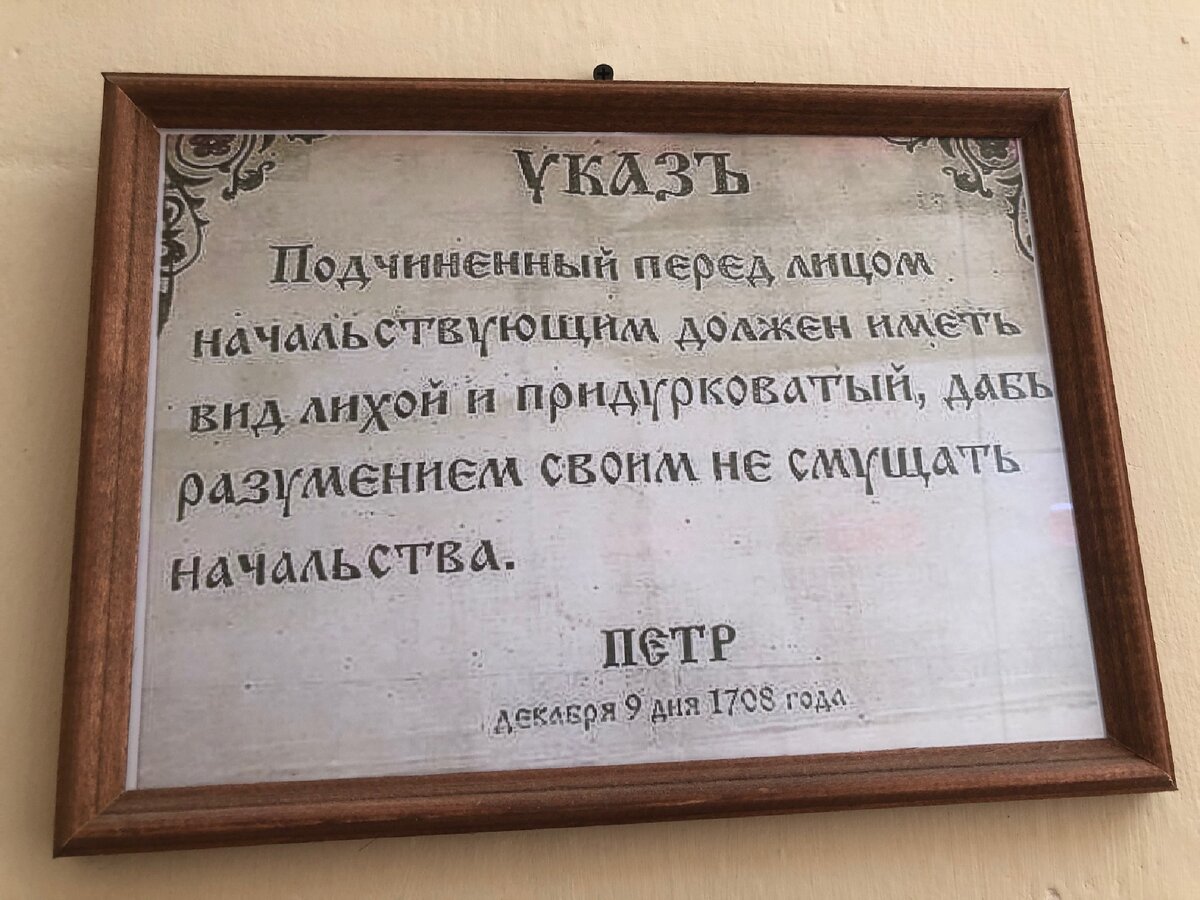 УКАЗЪ
Подчиненный перед лицом
начальствующим должен иметь
вид лихой и придурковатый, дабы
разумением своим не смущать
начальства.
ПЕТР
декабря 9 дня 1708 года